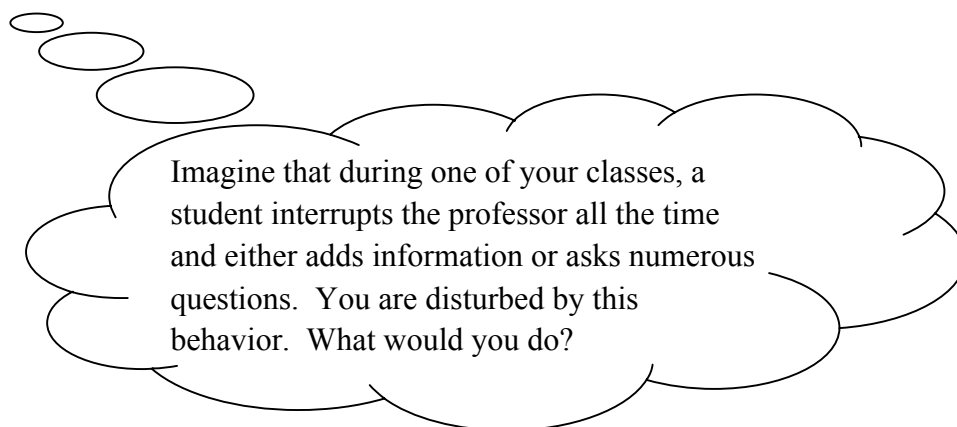 Imagine that during one of your classes, a
student interrupts the professor all the time
and either adds information or asks numerous
questions.  You are disturbed by this
behavior.  What would you do?